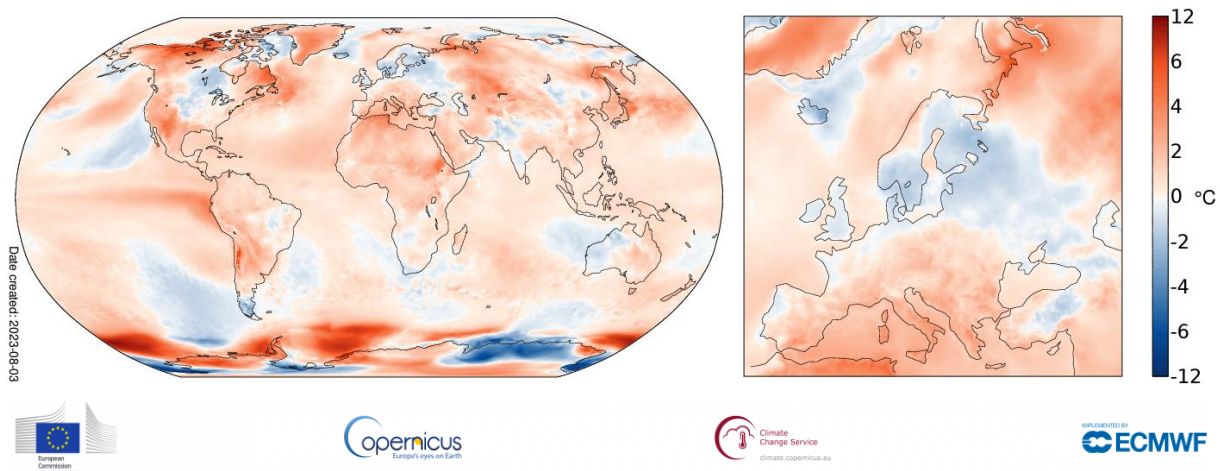 Date created: 2023-08-03
12
6
4
2
0
-2
-4
-6
-12
°C
European
Commission
opernicus
Europe's eyes on Earth
Climate
Change Service
climate.copernicus.eu
IMPLEMENTED BY
ECMWF